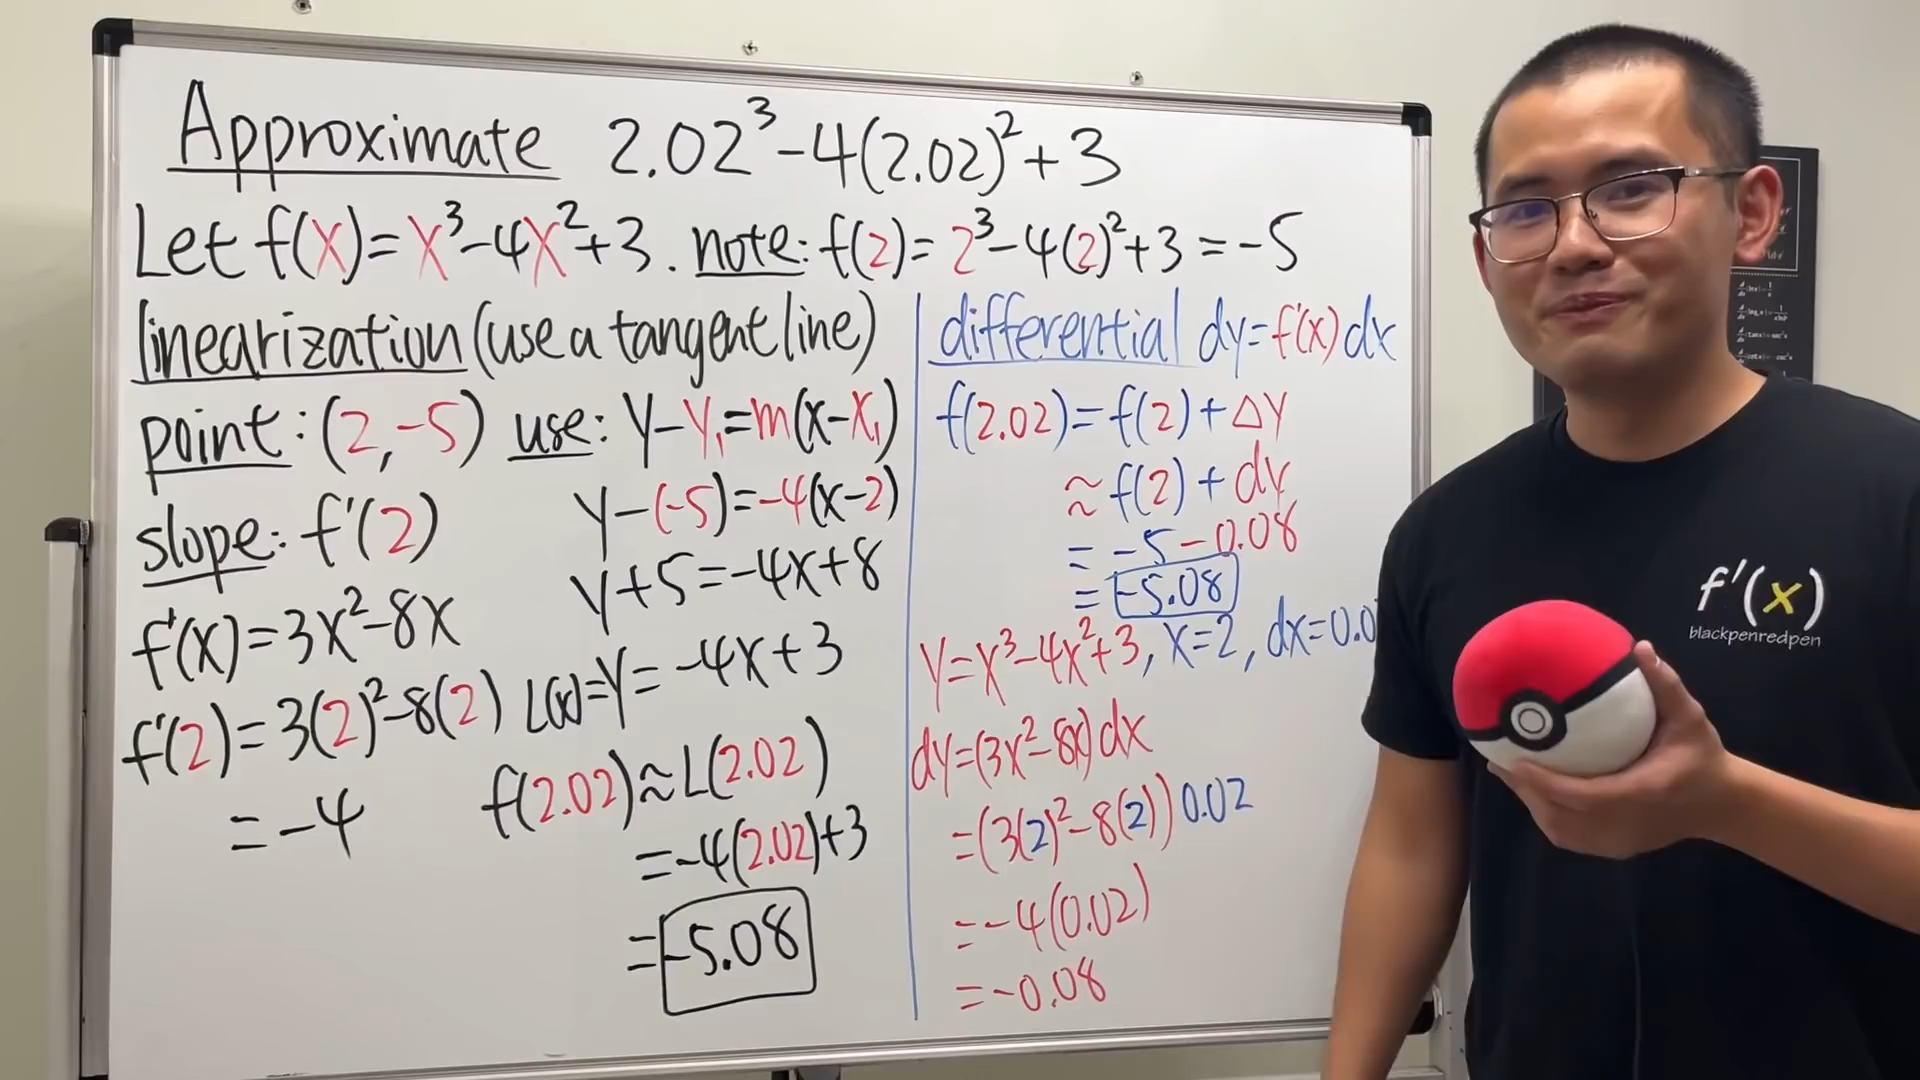 Approximate 2.02³-4(2.02)²+3
Let f(x)=x³-4x²+3. note: f(2)= 2³-4(2)²+3 = -5
linearization (use a tangent line)
point: (2,-5) use: y-y₁=m(x-x₁)
slope: f'(2) y-(-5)=-4(x-2)
y+5=-4x+8
f'(x)=3x²-8x
L(x)=y=-4x+3
f'(2)=3(2)²-8(2)
=-4
f(2.02)≈L(2.02)
=-4(2.02)+3
=-5.08
differential dy=f'(x)dx
f(2.02)=f(2)+Δy
≈f(2)+dy
= -5-0.08
= -5.08
y=x³-4x²+3, x=2, dx=0.0
dy=(3x²-8x)dx
=(3(2)²-8(2))0.02
=-4(0.02)
=-0.08
f'(x)
blackpenredpen